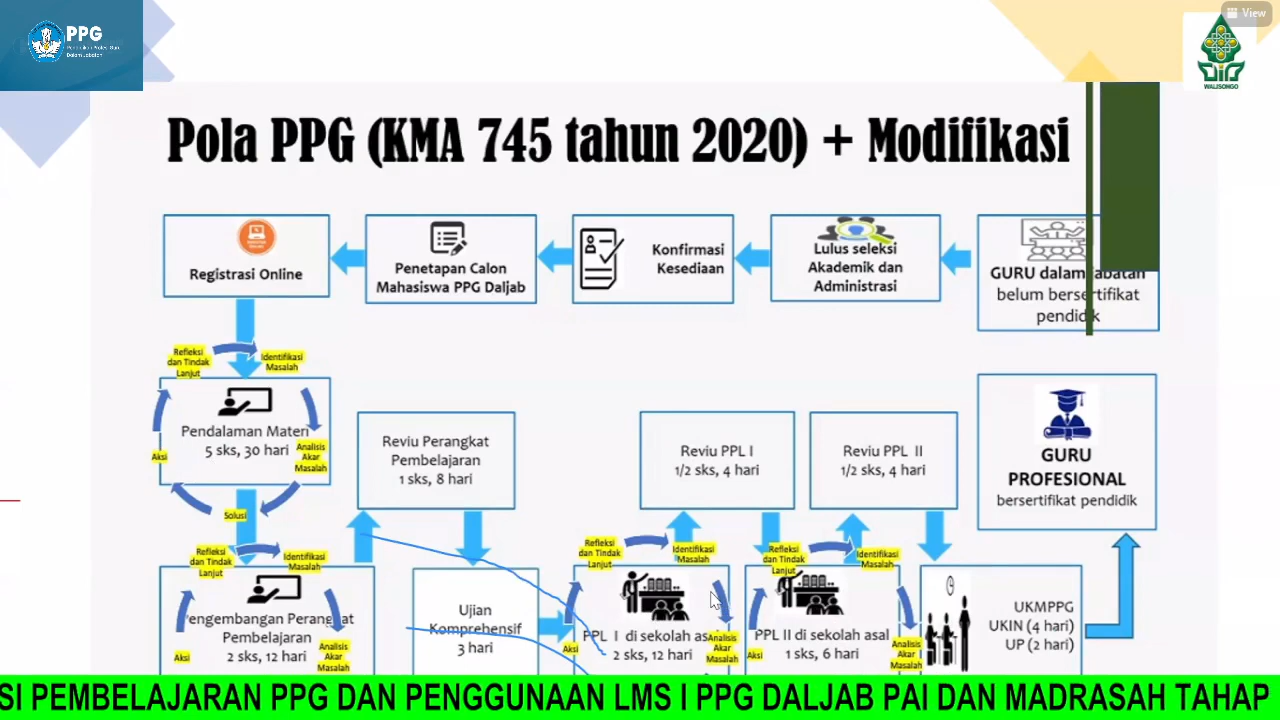 View
PPG
Pendidikan Profesi Guru
Dalam Jabatan
WALISONGO
Pola PPG (KMA 745 tahun 2020) + Modifikasi
Registrasi Online
Penetapan Calon
Mahasiswa PPG Daljab
Konfirmasi
Kesediaan
Lulus seleksi
Akademik dan
Administrasi
GURU dalam jabatan
belum bersertifikat
pendidik
Refleksi
dan Tindak
Lanjut
Identifikasi
Masalah
Pendalaman Materi
5 sks, 30 hari
Analisis
Akar
Masalah
Aksi
Solusi
Reviu Perangkat
Pembelajaran
1 sks, 8 hari
Reviu PPL I
1/2 sks, 4 hari
Reviu PPL II
1/2 sks, 4 hari
GURU
PROFESIONAL
bersertifikat pendidik
Refleksi
dan Tindak
Lanjut
Identifikasi
Masalah
Pengembangan Perangkat
Pembelajaran
2 sks, 12 hari
Aksi
Analisis
Akar
Masalah
Ujian
Komprehensif
3 hari
Refleksi
dan Tindak
Lanjut
Identifikasi
Masalah
PPL I di sekolah asal
2 sks, 12 hari
Aksi
Analisis
Akar
Masalah
Refleksi
dan Tindak
Lanjut
Identifikasi
Masalah
PPL II di sekolah asal
1 sks, 6 hari
Aksi
Analisis
Akar
Masalah
UKMPPG
UKIN (4 hari)
UP (2 hari)
SI PEMBELAJARAN PPG DAN PENGGUNAAN LMS I PPG DALJAB PAI DAN MADRASAH TAHAP